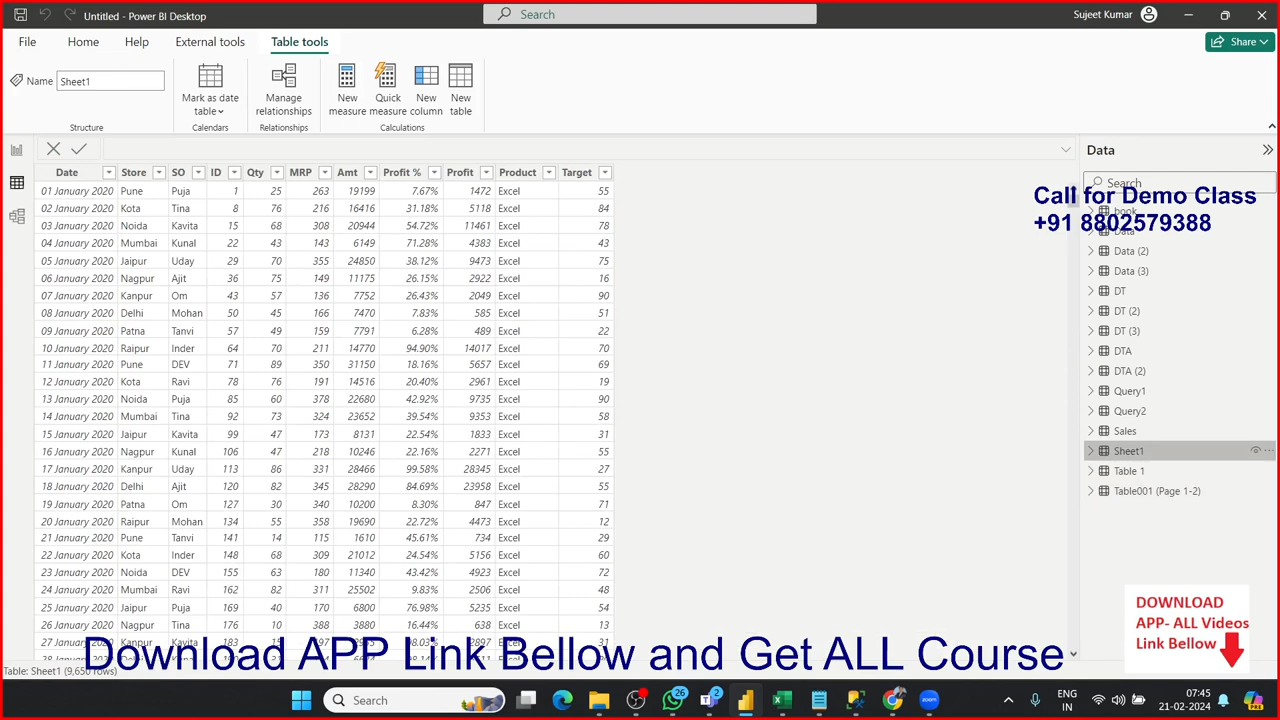 Untitled - Power BI Desktop
Search
Sujeet Kumar
File Home Help External tools Table tools
Share
Name Sheet1
Mark as date table
Manage relationships
New measure
Quick measure
New column
New table
Structure Calendars Relationships Calculations
Data
Search
Call for Demo Class
+91 8802579388
Date Store SO ID Qty MRP Amt Profit % Profit Product Target
01 January 2020 Pune Puja 1 25 263 19199 7.67% 1472 Excel 55
02 January 2020 Kota Tina 8 76 216 16416 31.18% 5118 Excel 84
03 January 2020 Noida Kavita 15 68 308 20944 54.72% 11461 Excel 78
04 January 2020 Mumbai Kunal 22 43 143 6149 71.28% 4383 Excel 43
05 January 2020 Jaipur Uday 29 70 355 24850 38.12% 9473 Excel 75
06 January 2020 Nagpur Ajit 36 75 149 11175 26.15% 2922 Excel 16
07 January 2020 Kanpur Om 43 57 136 7752 26.43% 2049 Excel 90
08 January 2020 Delhi Mohan 50 45 166 7470 7.83% 585 Excel 51
09 January 2020 Patna Tanvi 57 49 159 7791 6.28% 489 Excel 22
10 January 2020 Raipur Inder 64 70 211 14770 94.90% 14017 Excel 70
11 January 2020 Pune DEV 71 89 350 31150 18.16% 5657 Excel 69
12 January 2020 Kota Ravi 78 76 191 14516 20.40% 2961 Excel 19
13 January 2020 Noida Puja 85 60 378 22680 42.92% 9735 Excel 90
14 January 2020 Mumbai Tina 92 73 324 23652 39.54% 9353 Excel 58
15 January 2020 Jaipur Kavita 99 47 173 8131 22.54% 1833 Excel 31
16 January 2020 Nagpur Kunal 106 47 218 10246 22.16% 2271 Excel 55
17 January 2020 Kanpur Uday 113 86 331 28466 99.58% 28345 Excel 27
18 January 2020 Delhi Ajit 120 82 345 28290 84.69% 23958 Excel 55
19 January 2020 Patna Om 127 30 340 10200 8.30% 847 Excel 71
20 January 2020 Raipur Mohan 134 55 358 19690 22.72% 4473 Excel 12
21 January 2020 Pune Tanvi 141 14 115 1610 45.61% 734 Excel 29
22 January 2020 Kota Inder 148 68 309 21012 24.54% 5156 Excel 60
23 January 2020 Noida DEV 155 63 180 11340 43.42% 4923 Excel 72
24 January 2020 Mumbai Ravi 162 82 311 25502 9.83% 2506 Excel 48
25 January 2020 Jaipur Puja 169 40 170 6800 76.98% 5235 Excel 54
26 January 2020 Nagpur Tina 176 10 388 3880 16.44% 638 Excel 13
27 January 2020 Kanpur Kavita 183 2897 Excel 31
book
Data
Data (2)
Data (3)
DT
DT (2)
DT (3)
DTA
DTA (2)
Query1
Query2
Sales
Sheet1
Table 1
Table001 (Page 1-2)
DOWNLOAD
APP- ALL Videos
Link Bellow
Download APP Link Bellow and Get ALL Course
Table: Sheet1 (9,650 rows)
Search
26
2
ENG
IN
07:45
21-02-2024